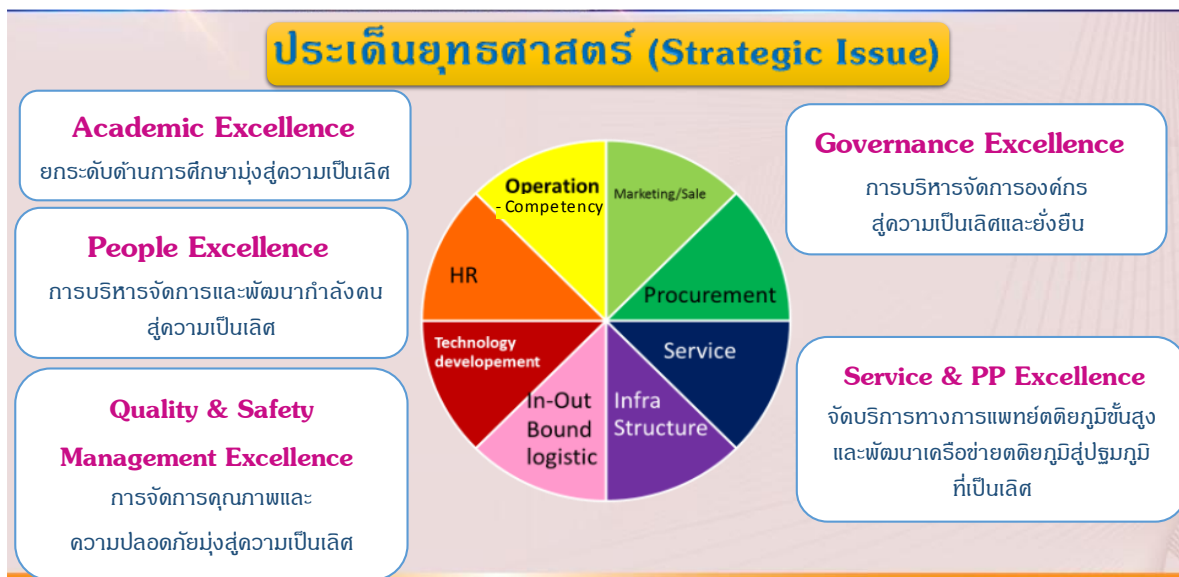 ประเด็นยุทธศาสตร์ (Strategic Issue)
Academic Excellence
ยกระดับด้านการศึกษามุ่งสู่ความเป็นเลิศ
People Excellence
การบริหารจัดการและพัฒนากำลังคน
สู่ความเป็นเลิศ
Quality & Safety
Management Excellence
การจัดการคุณภาพและ
ความปลอดภัยมุ่งสู่ความเป็นเลิศ
Operation
- Competency
Marketing/Sale
HR
Procurement
Technology
developement
Service
In-Out
Bound
logistic
Infra
Structure
Governance Excellence
การบริหารจัดการองค์กร
สู่ความเป็นเลิศและยั่งยืน
Service & PP Excellence
จัดบริการทางการแพทย์ตติยภูมิขั้นสูง
และพัฒนาเครือข่ายตติยภูมิสู่ปฐมภูมิ
ที่เป็นเลิศ